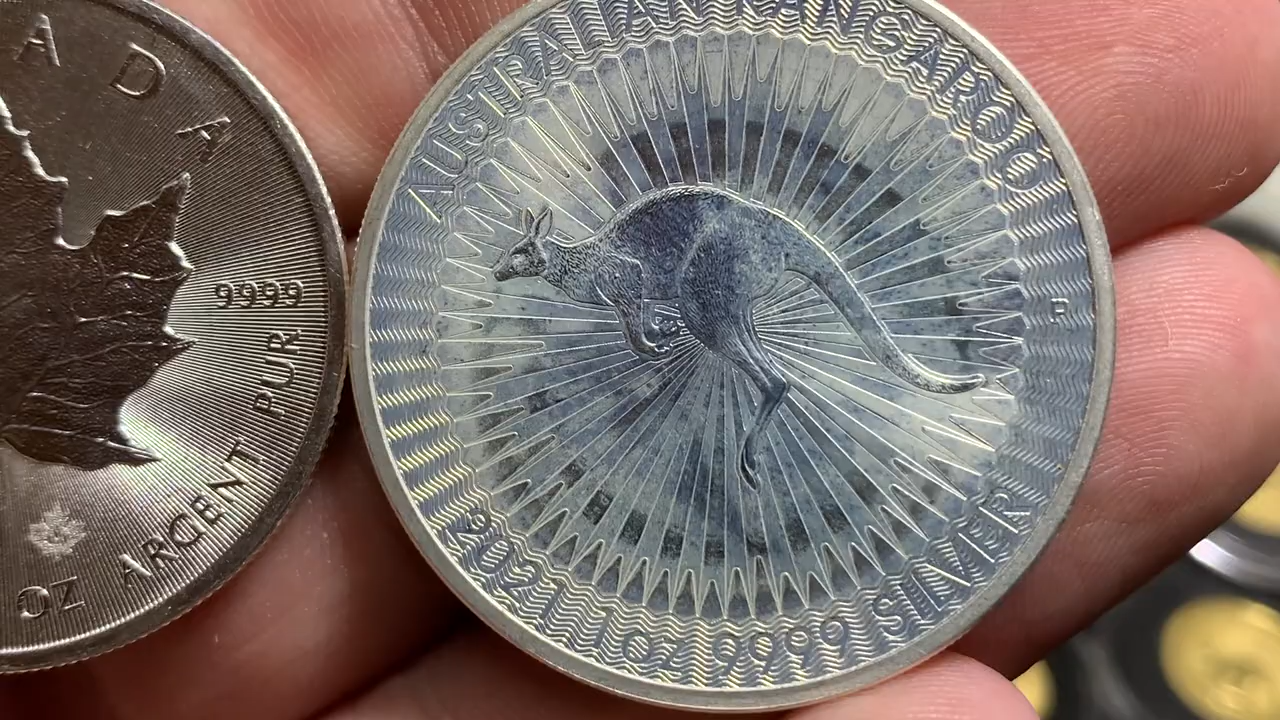 ADA
9999
OZ ARGENT PUR
AUSTRALIAN KANGAROO
2021 1oz 9999 SILVER